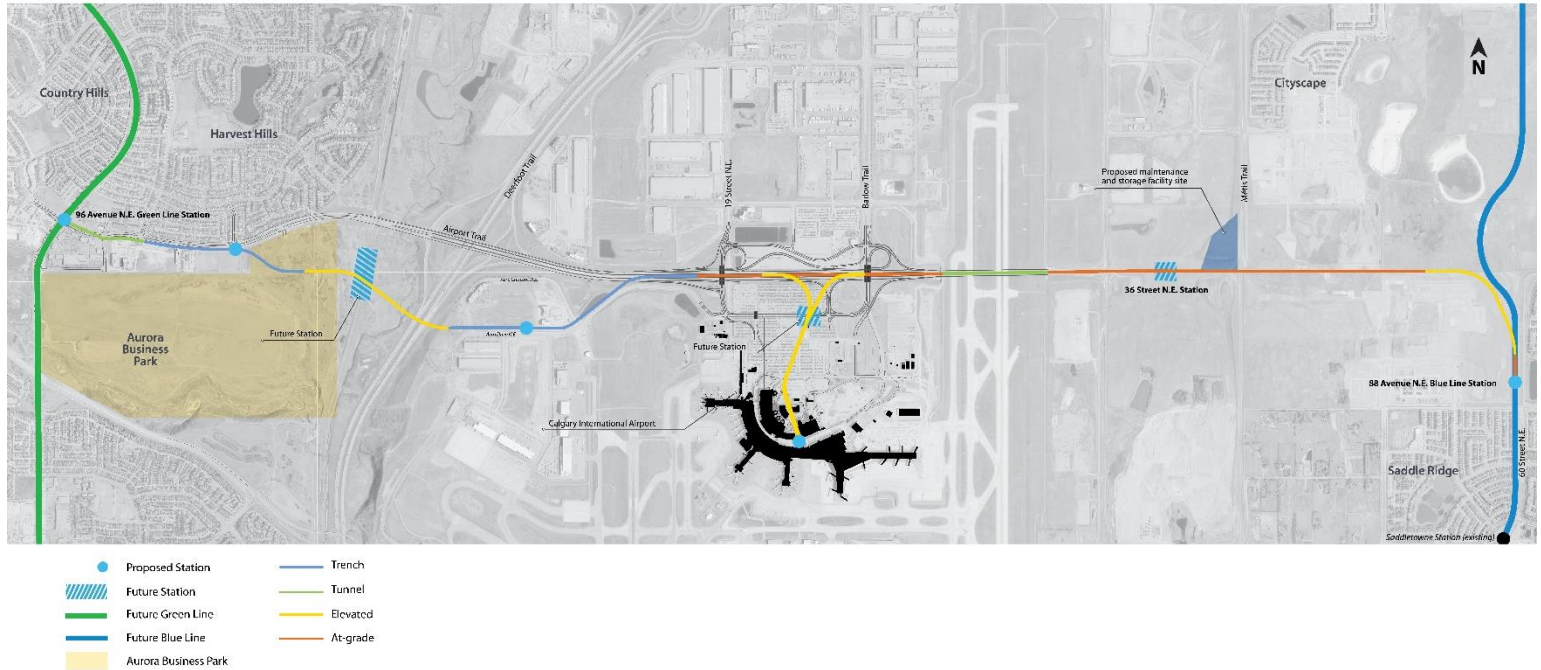 Country Hills
Harvest Hills
Cityscape
N
Deerfoot Trail
19 Street N.E.
Barlow Trail
Métis Trail
Proposed maintenance
and storage facility site
96 Avenue N.E. Green Line Station
Airport Trail
36 Street N.E. Station
Future Station
Aurora
Business
Park
Future Station
88 Avenue N.E. Blue Line Station
Calgary International Airport
60 Street N.E.
Saddle Ridge
Saddletowne Station (existing)
Proposed Station
Future Station
Future Green Line
Future Blue Line
Aurora Business Park
Trench
Tunnel
Elevated
At-grade